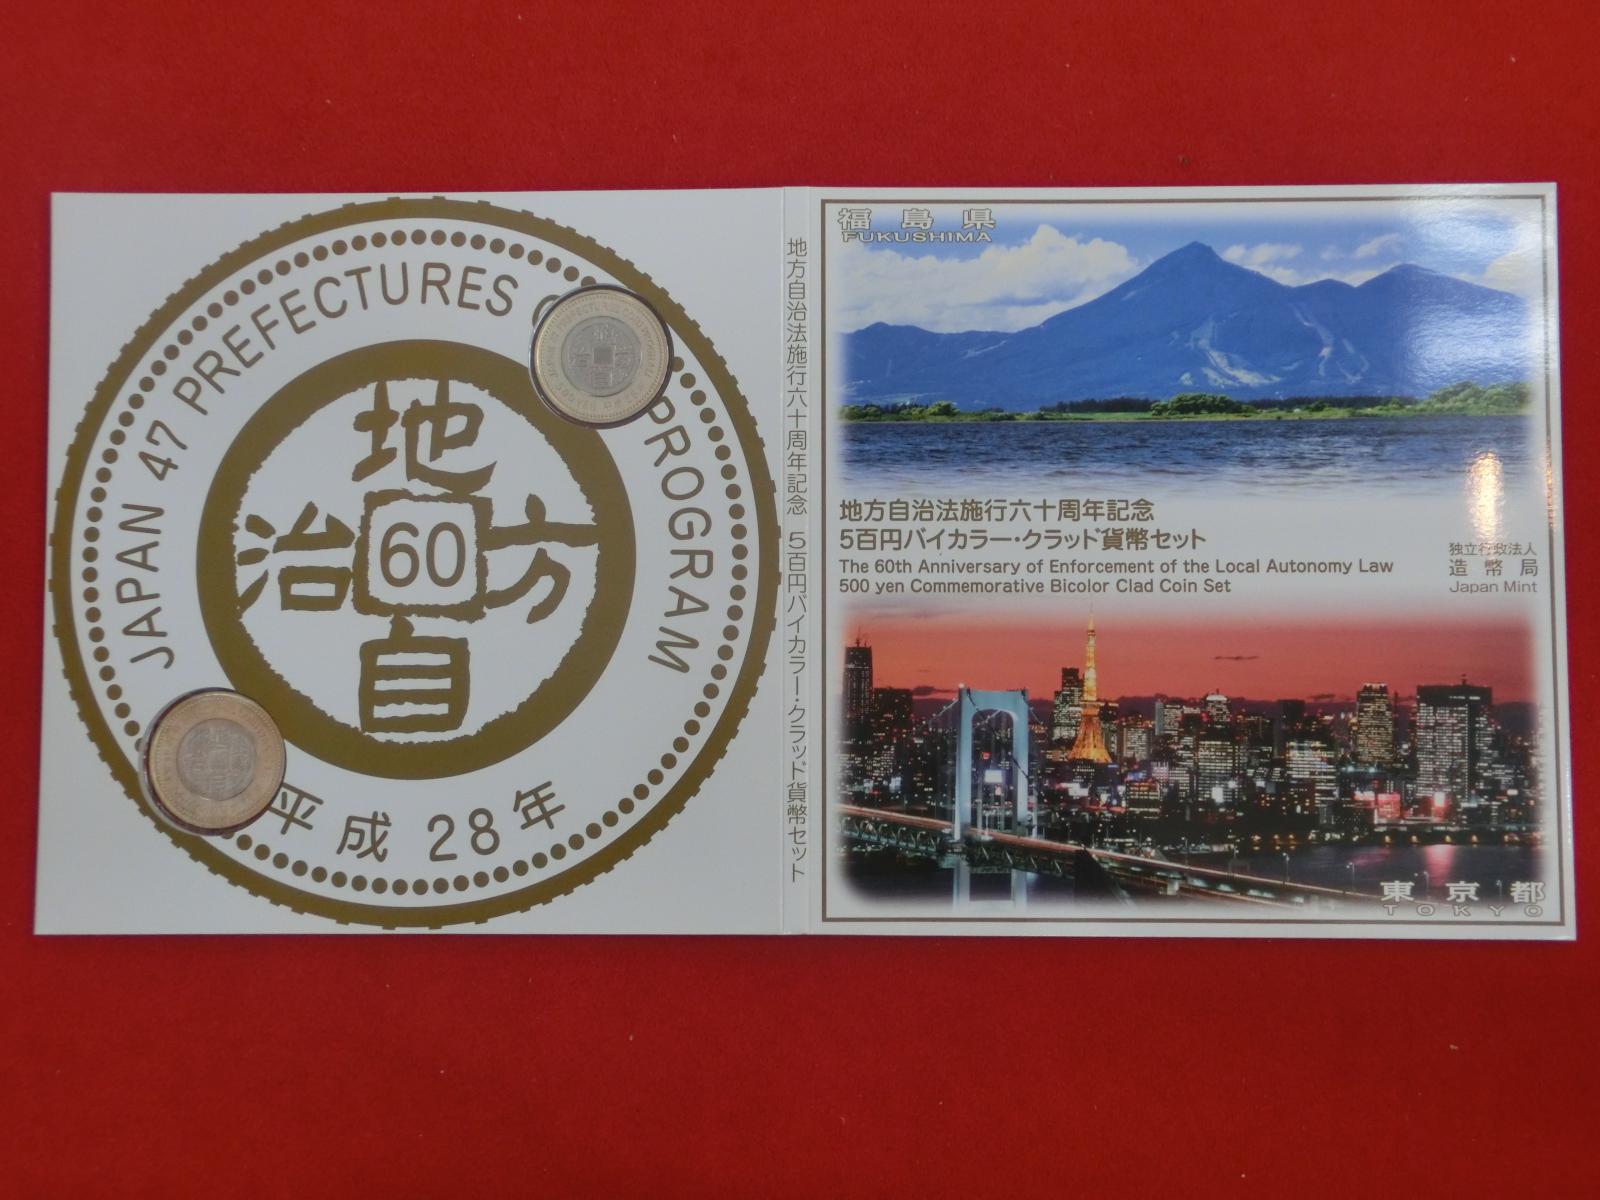 JAPAN 47 PREFECTURES PROGRAM
地
方
自
治
60
平成28年
地方自治法施行六十周年記念 5百円バイカラー・クラッド貨幣セット
福島県
FUKUSHIMA
地方自治法施行六十周年記念
5百円バイカラー・クラッド貨幣セット
The 60th Anniversary of Enforcement of the Local Autonomy Law
500 yen Commemorative Bicolor Clad Coin Set
独立行政法人
造幣局
Japan Mint
東京都
TOKYO